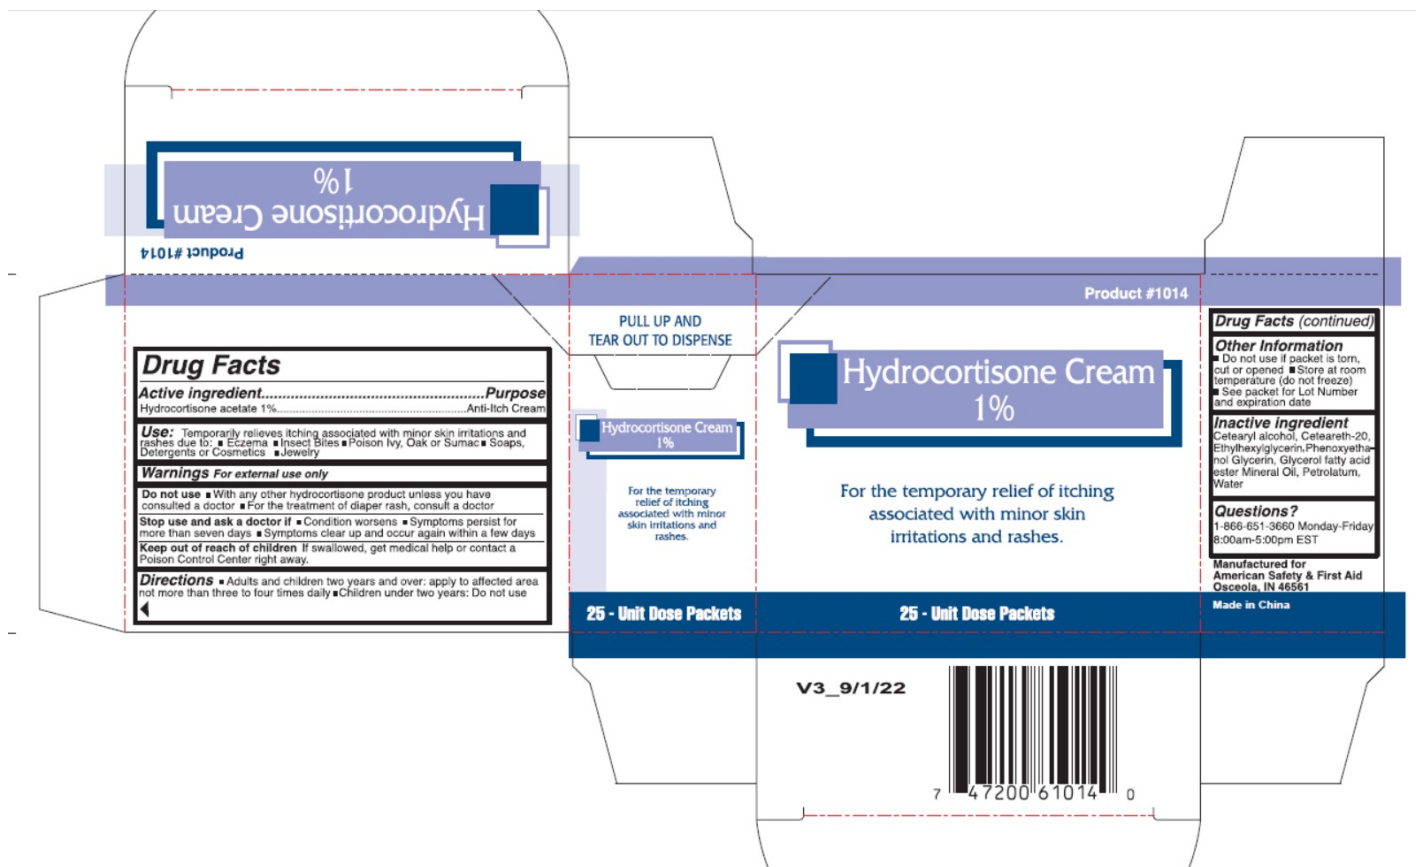 Hydrocortisone Cream
1%
Product #1014
Drug Facts
Active ingredient..................................................Purpose
Hydrocortisone acetate 1%..................................................Anti-Itch Cream
Use: Temporarily relieves itching associated with minor skin irritations and
rashes due to: ■ Eczema ■ Insect Bites ■ Poison Ivy, Oak or Sumac ■ Soaps,
Detergents or Cosmetics ■ Jewelry
Warnings For external use only
Do not use ■ With any other hydrocortisone product unless you have
consulted a doctor ■ For the treatment of diaper rash, consult a doctor
Stop use and ask a doctor if ■ Condition worsens ■ Symptoms persist for
more than seven days ■ Symptoms clear up and occur again within a few days
Keep out of reach of children If swallowed, get medical help or contact a
Poison Control Center right away.
Directions ■ Adults and children two years and over: apply to affected area
not more than three to four times daily ■ Children under two years: Do not use
PULL UP AND
TEAR OUT TO DISPENSE
Hydrocortisone Cream
1%
For the temporary
relief of itching
associated with minor
skin irritations and
rashes.
25 - Unit Dose Packets
Product #1014
Hydrocortisone Cream
1%
For the temporary relief of itching
associated with minor skin
irritations and rashes.
25 - Unit Dose Packets
Drug Facts (continued)
Other Information
■ Do not use if packet is torn,
cut or opened ■ Store at room
temperature (do not freeze)
■ See packet for Lot Number
and expiration date
Inactive ingredient
Cetearyl alcohol, Ceteareth-20,
Ethylhexylglycerin,Phenoxyetha-
nol Glycerin, Glycerol fatty acid
ester Mineral Oil, Petrolatum,
Water
Questions?
1-866-651-3660 Monday-Friday
8:00am-5:00pm EST
Manufactured for
American Safety & First Aid
Osceola, IN 46561
Made in China
V3_9/1/22
7 47200 61014 0